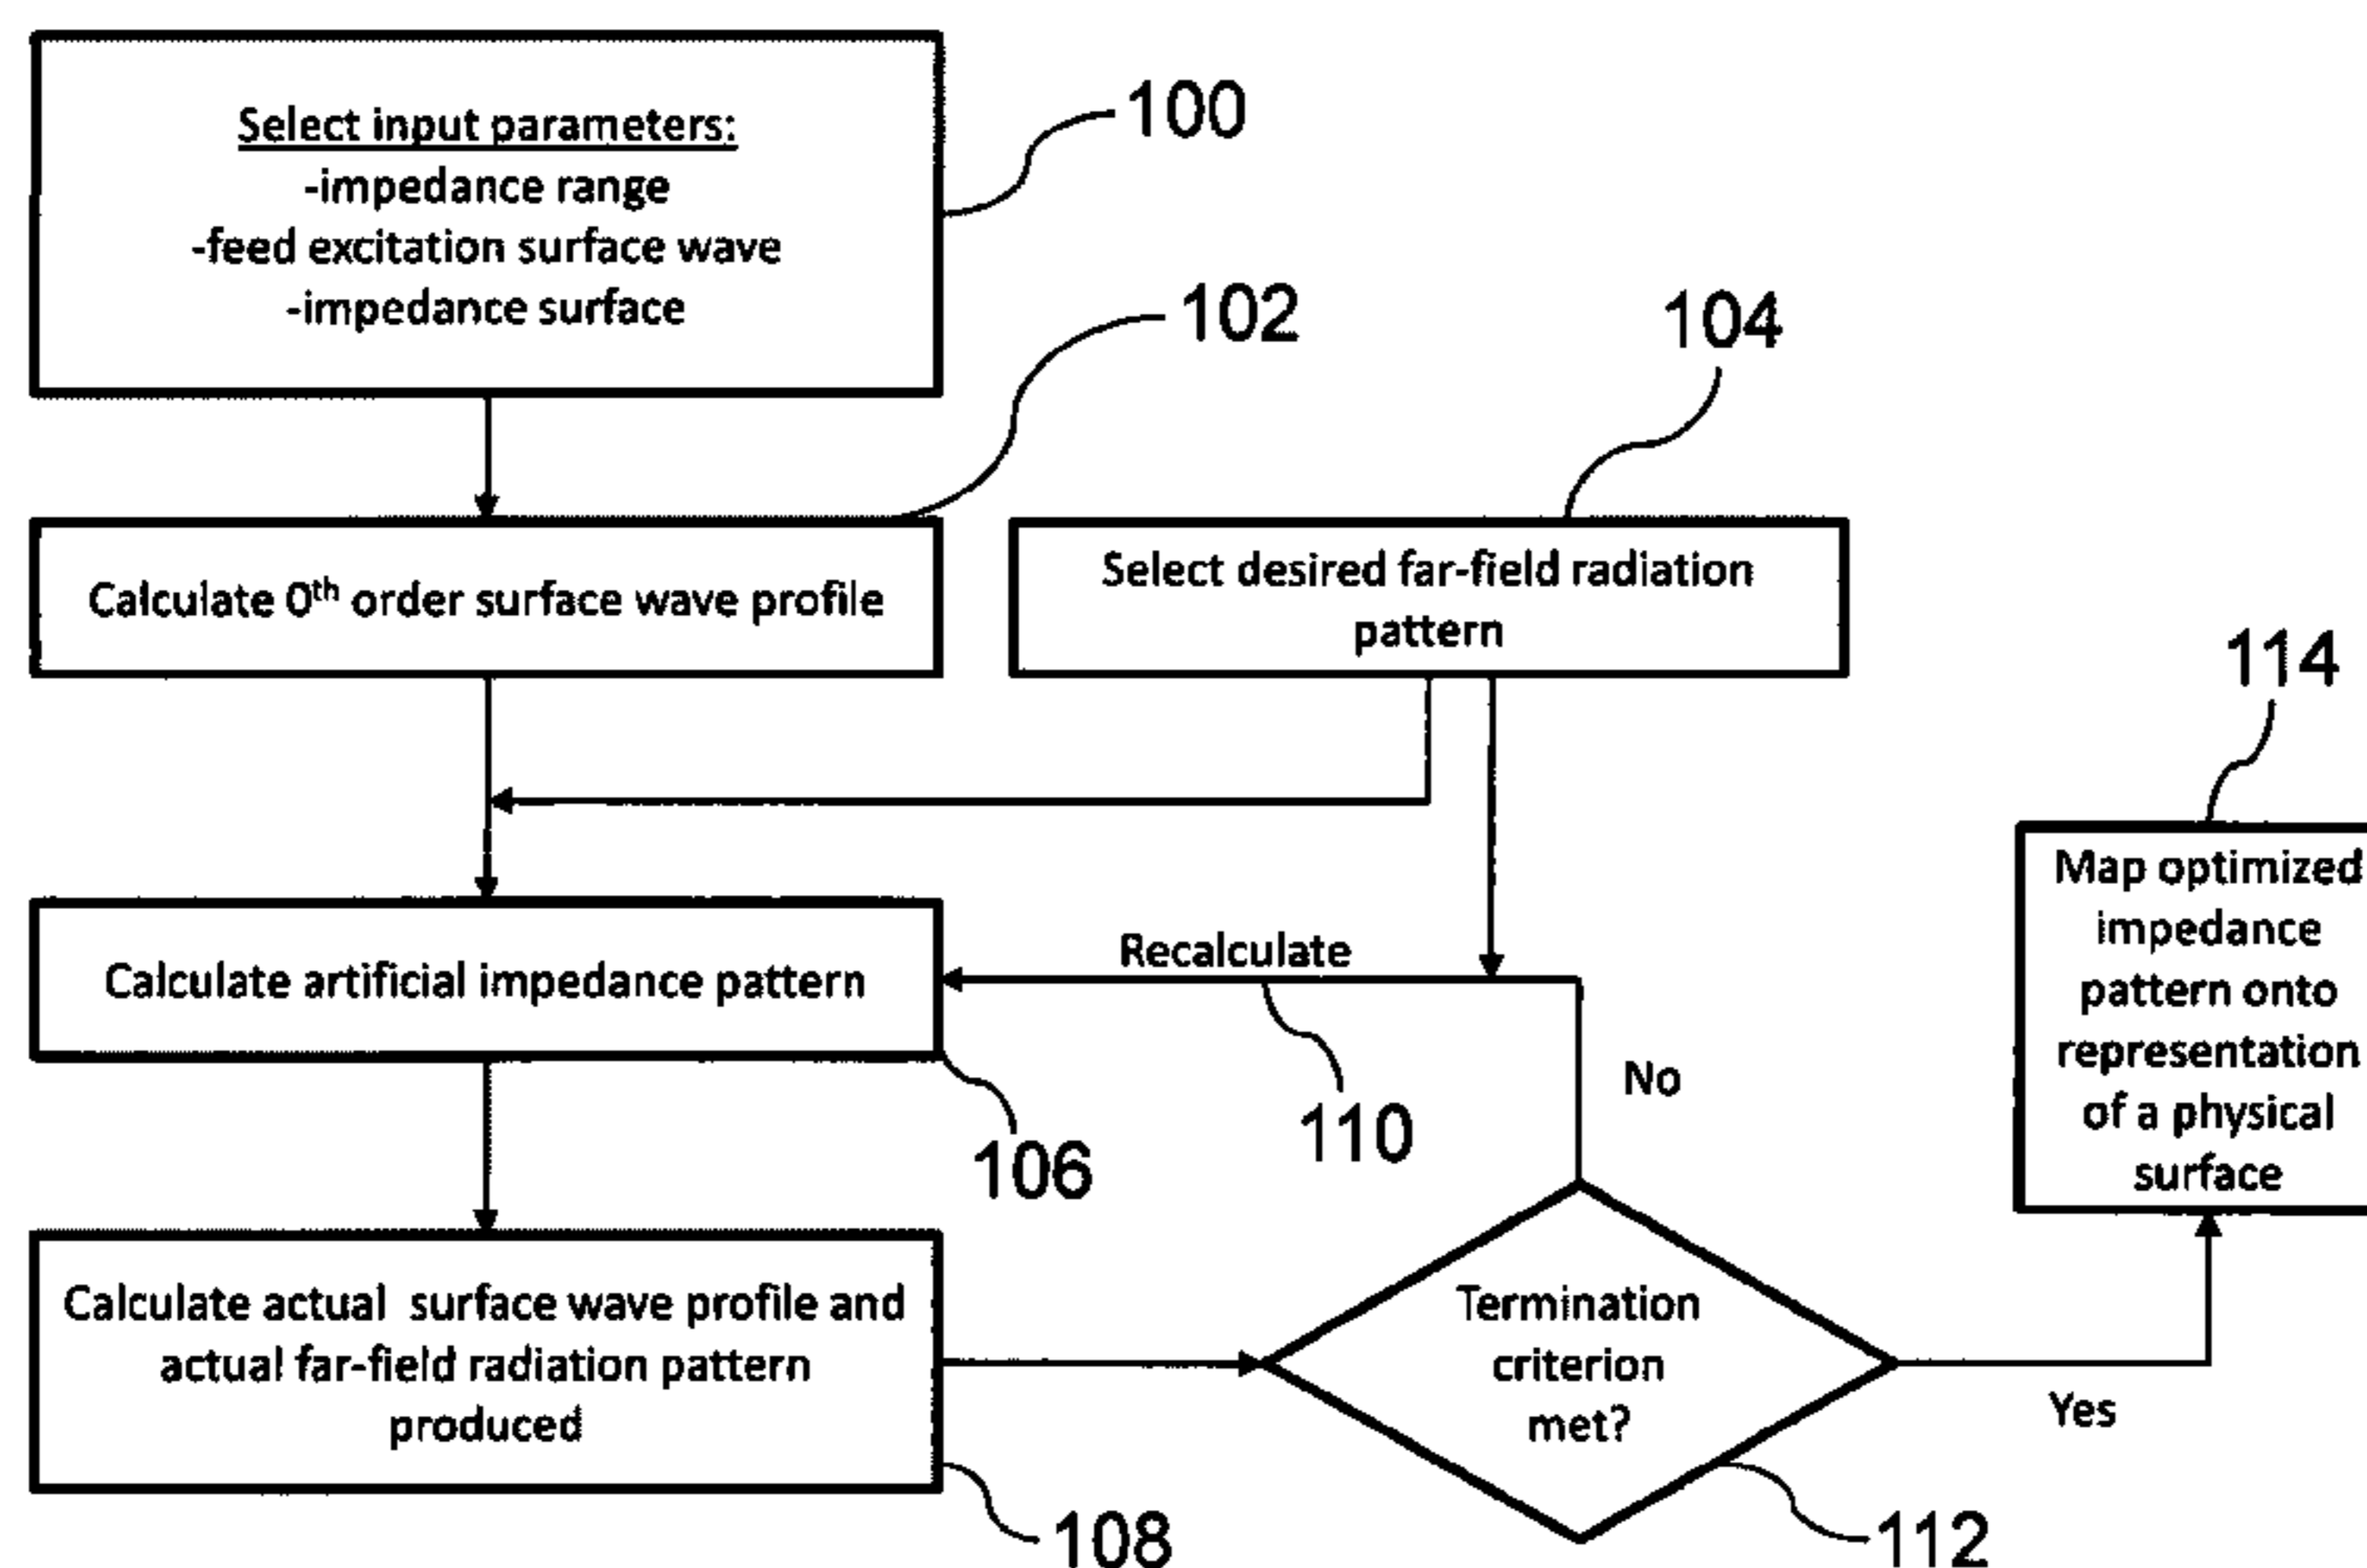 Select input parameters:
-impedance range
-feed excitation surface wave
-impedance surface
100
102
104
Calculate 0th order surface wave profile
Select desired far-field radiation
pattern
114
Map optimized
impedance
pattern onto
representation
of a physical
surface
Calculate artificial impedance pattern
Recalculate
110
No
106
Calculate actual surface wave profile and
actual far-field radiation pattern
produced
108
Termination
criterion
met?
Yes
112